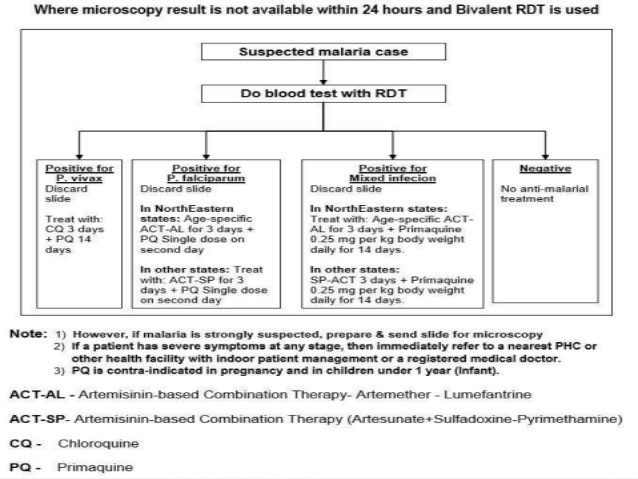 Where microscopy result is not available within 24 hours and Bivalent RDT is used
Suspected malaria case
Do blood test with RDT
Positive for
P. vivax
Discard
slide
Treat with:
CQ 3 days
+ PQ 14
days
Positive for
P. falciparum
Discard slide
In NorthEastern
states: Age-specific
ACT-AL for 3 days +
PQ Single dose on
second day
In other states: Treat
with: ACT-SP for 3
days + PQ Single dose
on second day
Positive for
Mixed infecion
Discard slide
In NorthEastern states:
Treat with: Age-specific ACT-
AL for 3 days + Primaquine
0.25 mg per kg body weight
daily for 14 days.
In other states:
SP-ACT 3 days + Primaquine
0.25 mg per kg body weight
daily for 14 days.
Negative
No anti-malarial
treatment
Note: 1) However, if malaria is strongly suspected, prepare & send slide for microscopy
2) If a patient has severe symptoms at any stage, then immediately refer to a nearest PHC or
other health facility with indoor patient management or a registered medical doctor.
3) PQ is contra-indicated in pregnancy and in children under 1 year (Infant).
ACT-AL - Artemisinin-based Combination Therapy- Artemether - Lumefantrine
ACT-SP- Artemisinin-based Combination Therapy (Artesunate+Sulfadoxine-Pyrimethamine)
CQ - Chloroquine
PQ - Primaquine